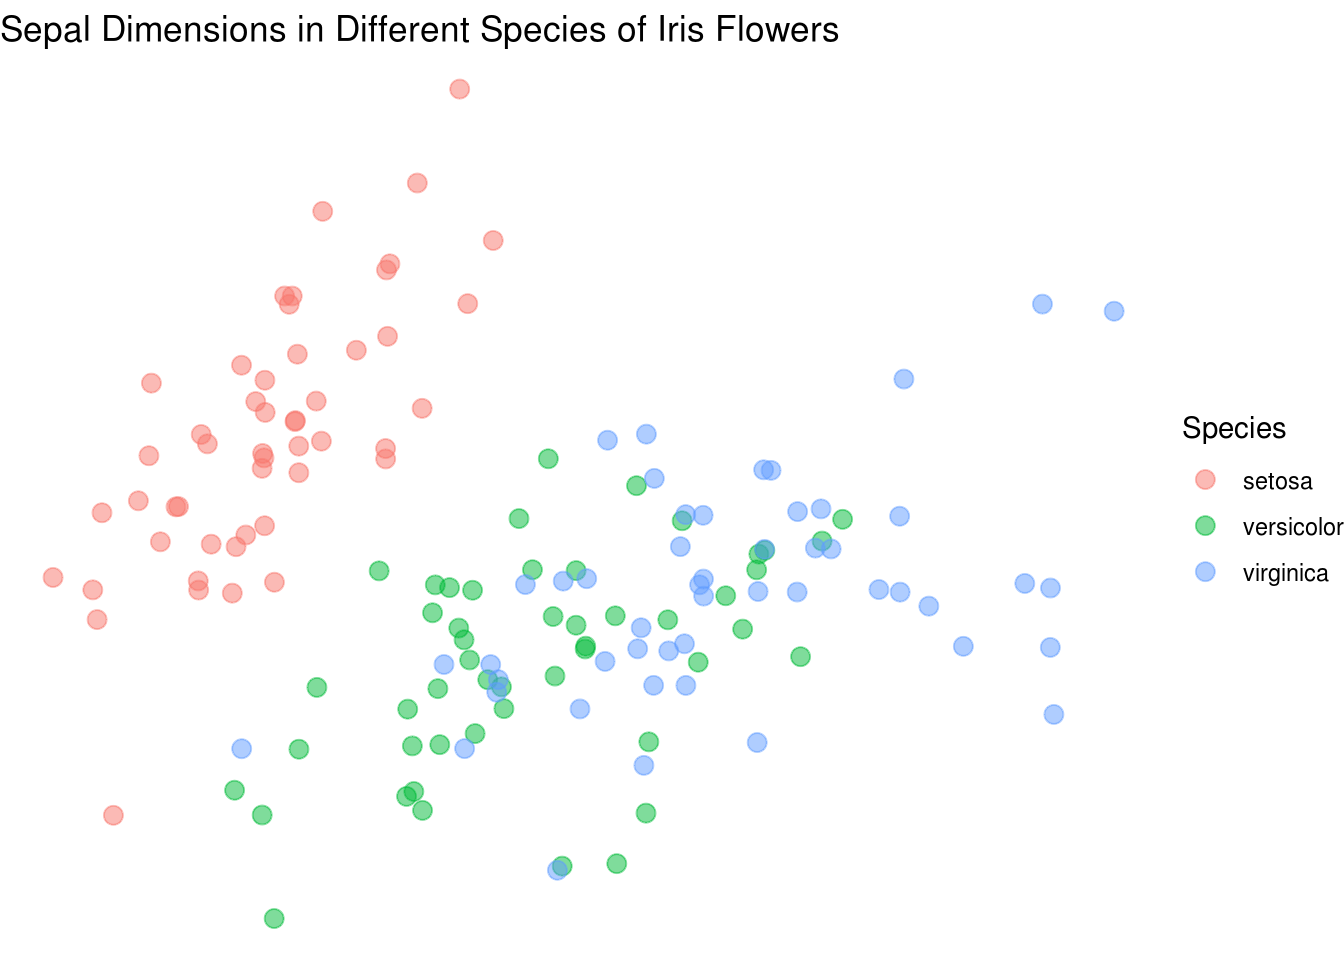 Sepal Dimensions in Different Species of Iris Flowers
Species
setosa
versicolor
virginica